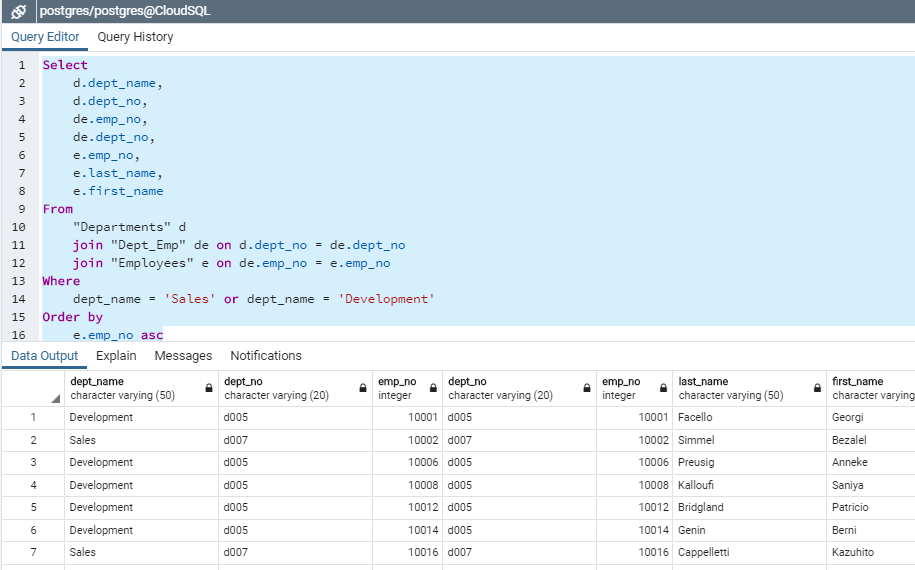 postgres/postgres@CloudSQL
Query Editor Query History
1 Select
2 d.dept_name,
3 d.dept_no,
4 de.emp_no,
5 de.dept_no,
6 e.emp_no,
7 e.last_name,
8 e.first_name
9 From
10 "Departments" d
11 join "Dept_Emp" de on d.dept_no = de.dept_no
12 join "Employees" e on de.emp_no = e.emp_no
13 Where
14 dept_name = 'Sales' or dept_name = 'Development'
15 Order by
16 e.emp_no asc
Data Output Explain Messages Notifications
dept_name dept_no emp_no dept_no emp_no last_name first_name
character varying (50) character varying (20) integer character varying (20) integer character varying (50) character varying
1 Development d005 10001 d005 10001 Facello Georgi
2 Sales d007 10002 d007 10002 Simmel Bezalel
3 Development d005 10006 d005 10006 Preusig Anneke
4 Development d005 10008 d005 10008 Kalloufi Saniya
5 Development d005 10012 d005 10012 Bridgland Patricio
6 Development d005 10014 d005 10014 Genin Berni
7 Sales d007 10016 d007 10016 Cappelletti Kazuhito